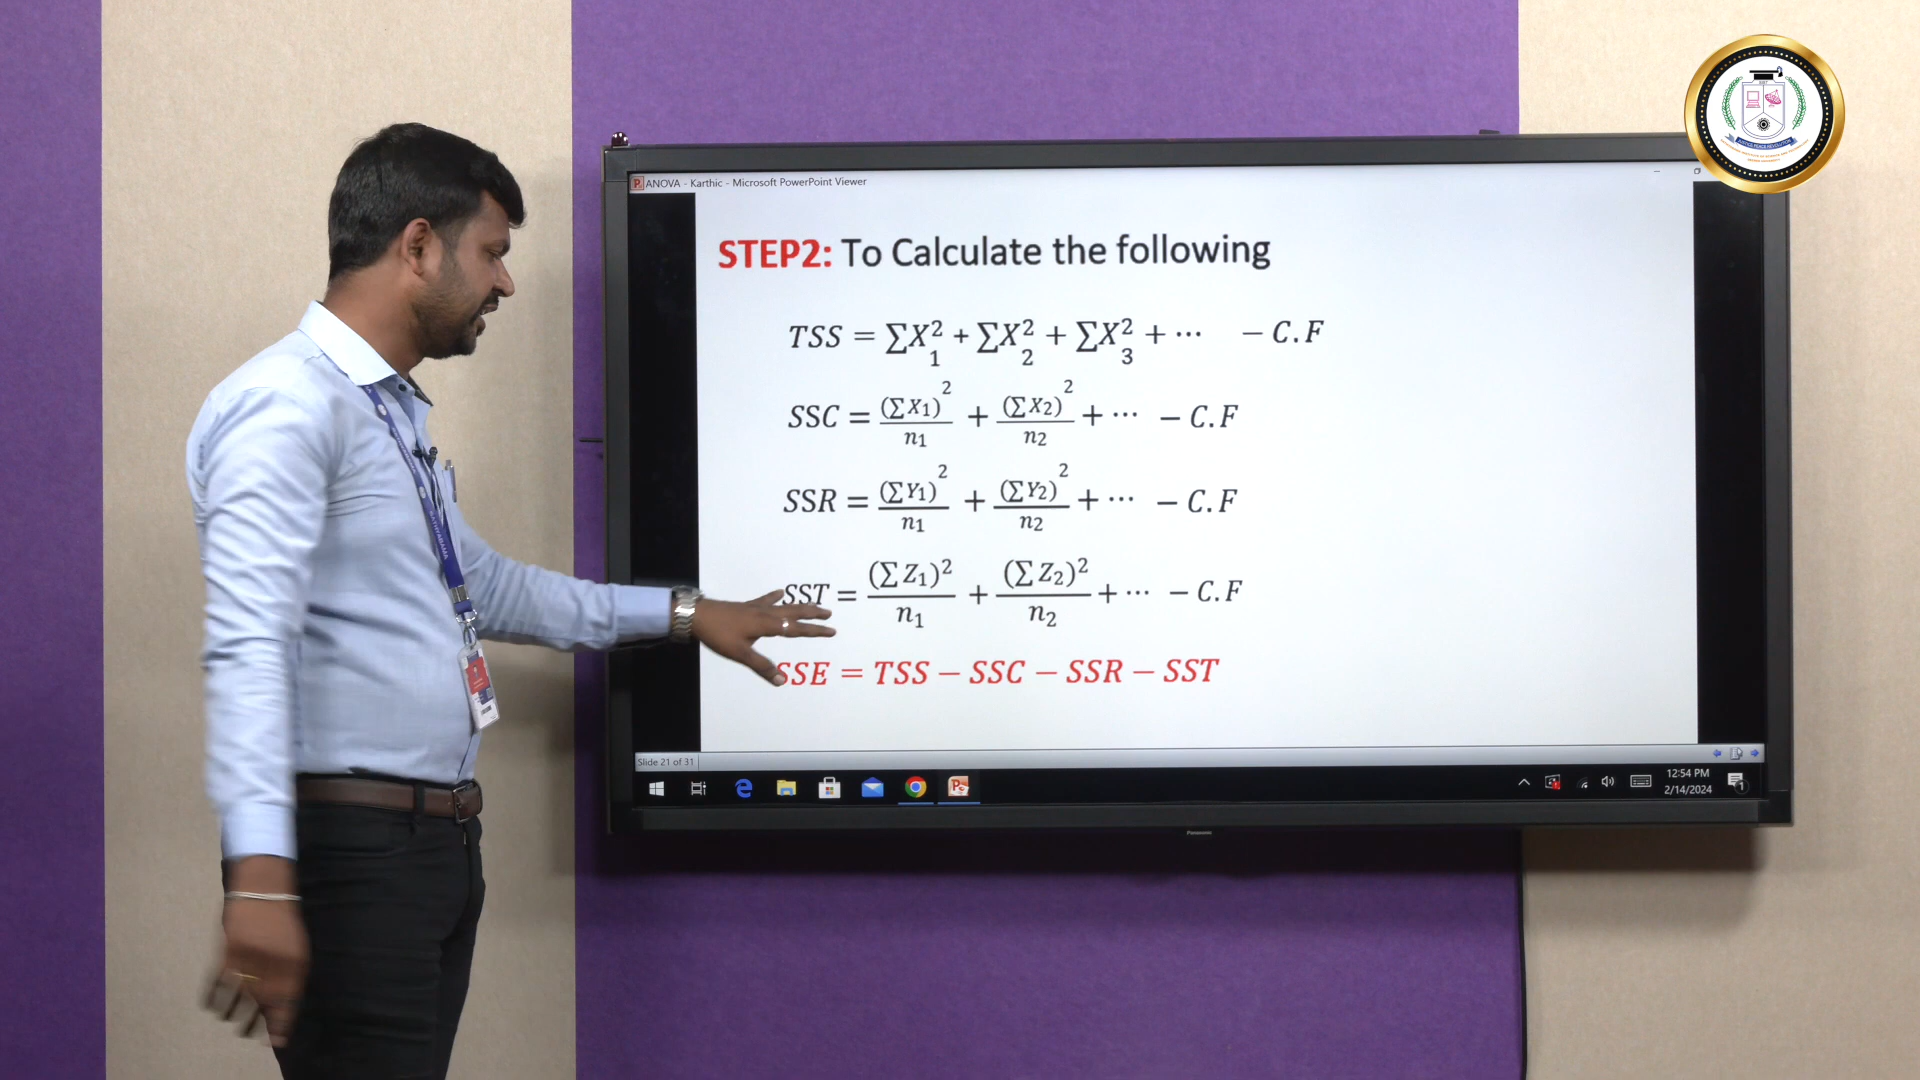 ANOVA - Karthic - Microsoft PowerPoint Viewer
STEP2: To Calculate the following
TSS = ∑X₁² + ∑X₂² + ∑X₃² + ⋯ − C.F
SSC = (∑X₁)²/n₁ + (∑X₂)²/n₂ + ⋯ − C.F
SSR = (∑Y₁)²/n₁ + (∑Y₂)²/n₂ + ⋯ − C.F
SST = (∑Z₁)²/n₁ + (∑Z₂)²/n₂ + ⋯ − C.F
SSE = TSS − SSC − SSR − SST
Slide 21 of 31
12:54 PM
2/14/2024
Panasonic
SATHYABAMA